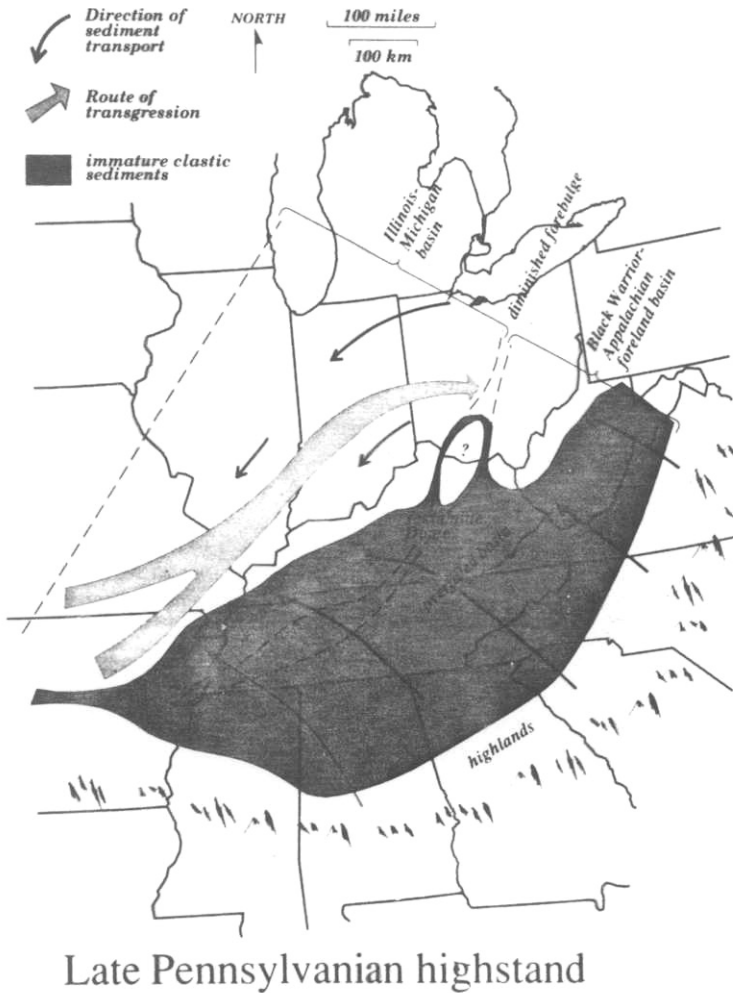 Direction of
sediment
transport
NORTH
100 miles
100 km
Route of
transgression
immature clastic
sediments
Illinois-
Michigan
basin
diminished forebulge
Black Warrior-
Appalachian
foreland basin
?
highlands
Late Pennsylvanian highstand